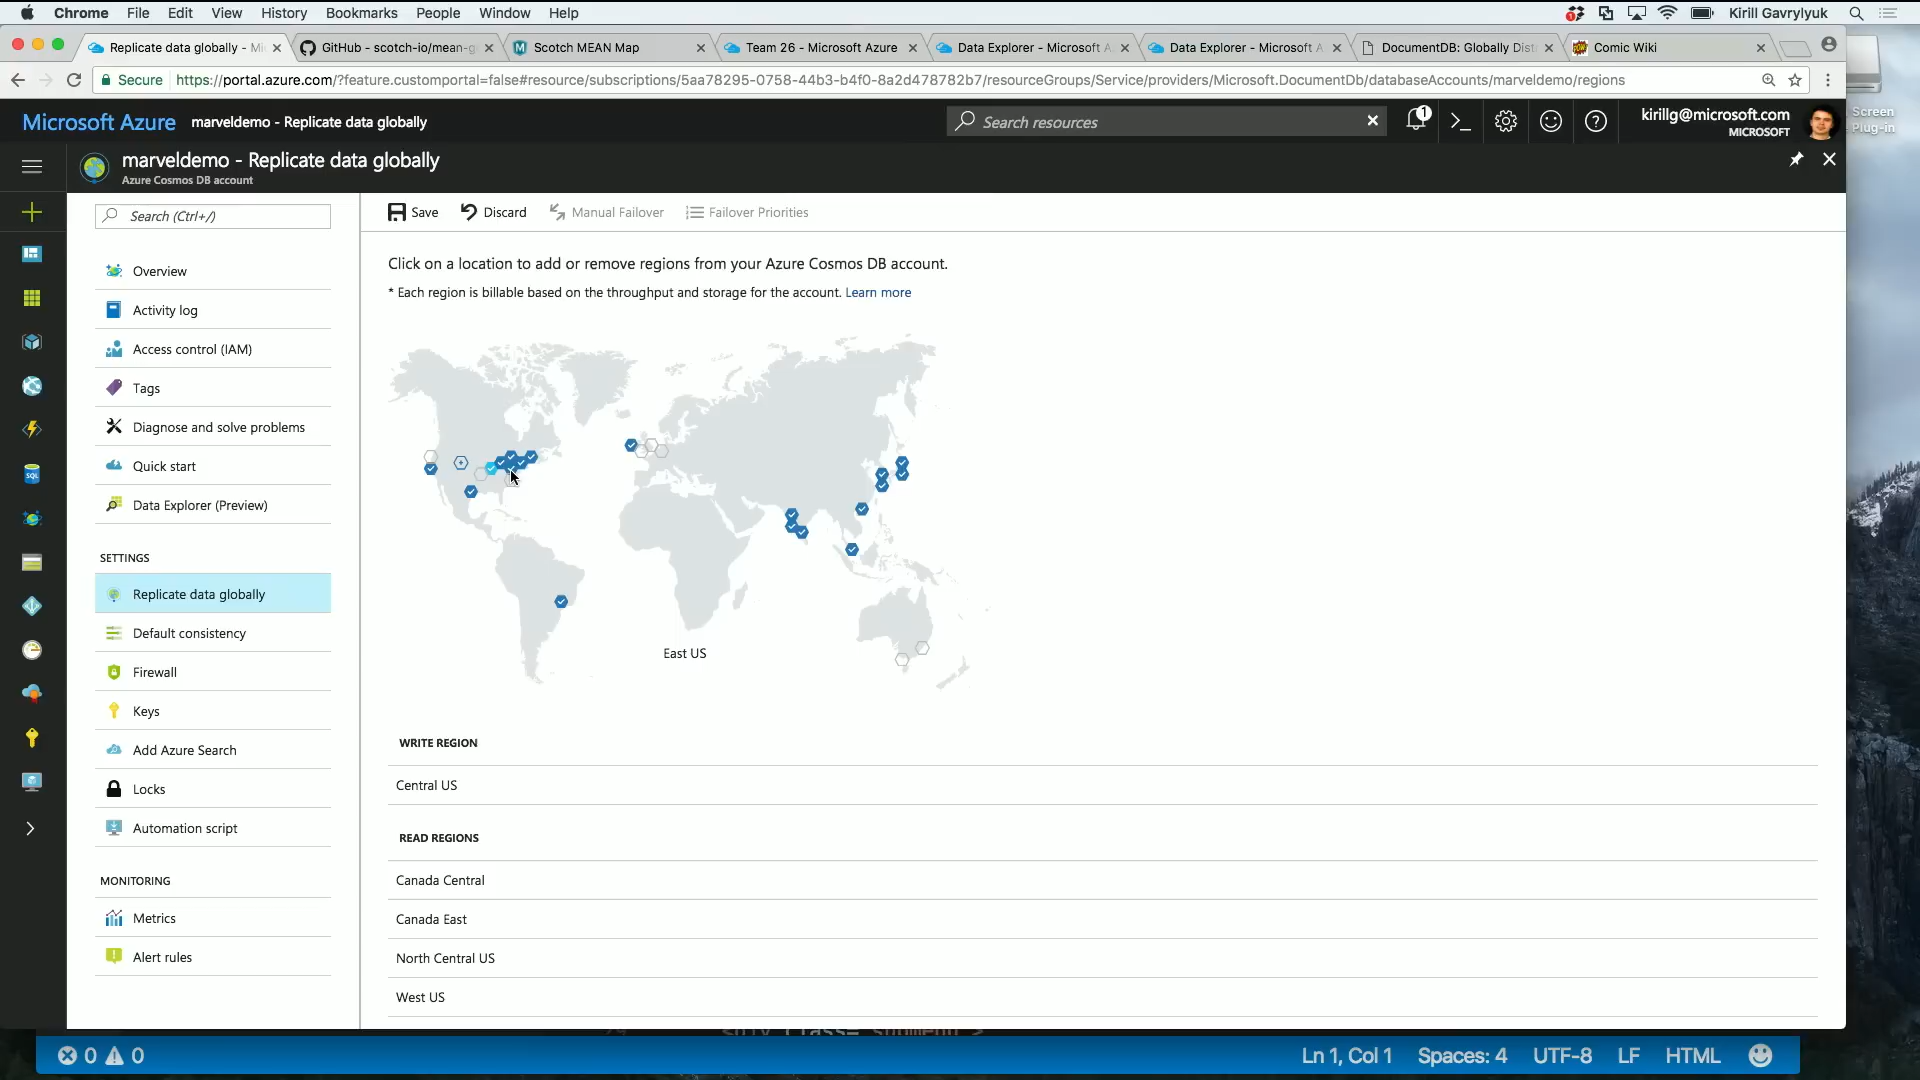 Chrome File Edit View History Bookmarks People Window Help
1
Kirill Gavrylyuk
Replicate data globally - Mi
GitHub - scotch-io/mean-g
Scotch MEAN Map
Team 26 - Microsoft Azure
Data Explorer - Microsoft A
Data Explorer - Microsoft A
DocumentDB: Globally Dist
Comic Wiki
Secure https://portal.azure.com/?feature.customportal=false#resource/subscriptions/5aa78295-0758-44b3-b4f0-8a2d478782b7/resourceGroups/Service/providers/Microsoft.DocumentDb/databaseAccounts/marveldemo/regions
Microsoft Azure marveldemo - Replicate data globally
Search resources
1
kirillg@microsoft.com
MICROSOFT
Screen
Plug-in
marveldemo - Replicate data globally
Azure Cosmos DB account
Search (Ctrl+/)
Overview
Activity log
Access control (IAM)
Tags
Diagnose and solve problems
Quick start
Data Explorer (Preview)
SETTINGS
Replicate data globally
Default consistency
Firewall
Keys
Add Azure Search
Locks
Automation script
MONITORING
Metrics
Alert rules
Save Discard Manual Failover Failover Priorities
Click on a location to add or remove regions from your Azure Cosmos DB account.
* Each region is billable based on the throughput and storage for the account. Learn more
East US
WRITE REGION
Central US
READ REGIONS
Canada Central
Canada East
North Central US
West US
0 0
Ln 1, Col 1 Spaces: 4 UTF-8 LF HTML